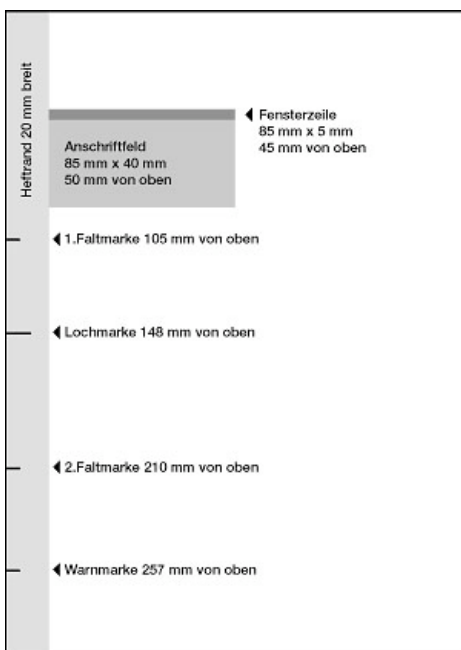 Heftrand 20 mm breit
Fensterzeile
85 mm x 5 mm
45 mm von oben
Anschriftfeld
85 mm x 40 mm
50 mm von oben
1.Faltmarke 105 mm von oben
Lochmarke 148 mm von oben
2.Faltmarke 210 mm von oben
Warnmarke 257 mm von oben